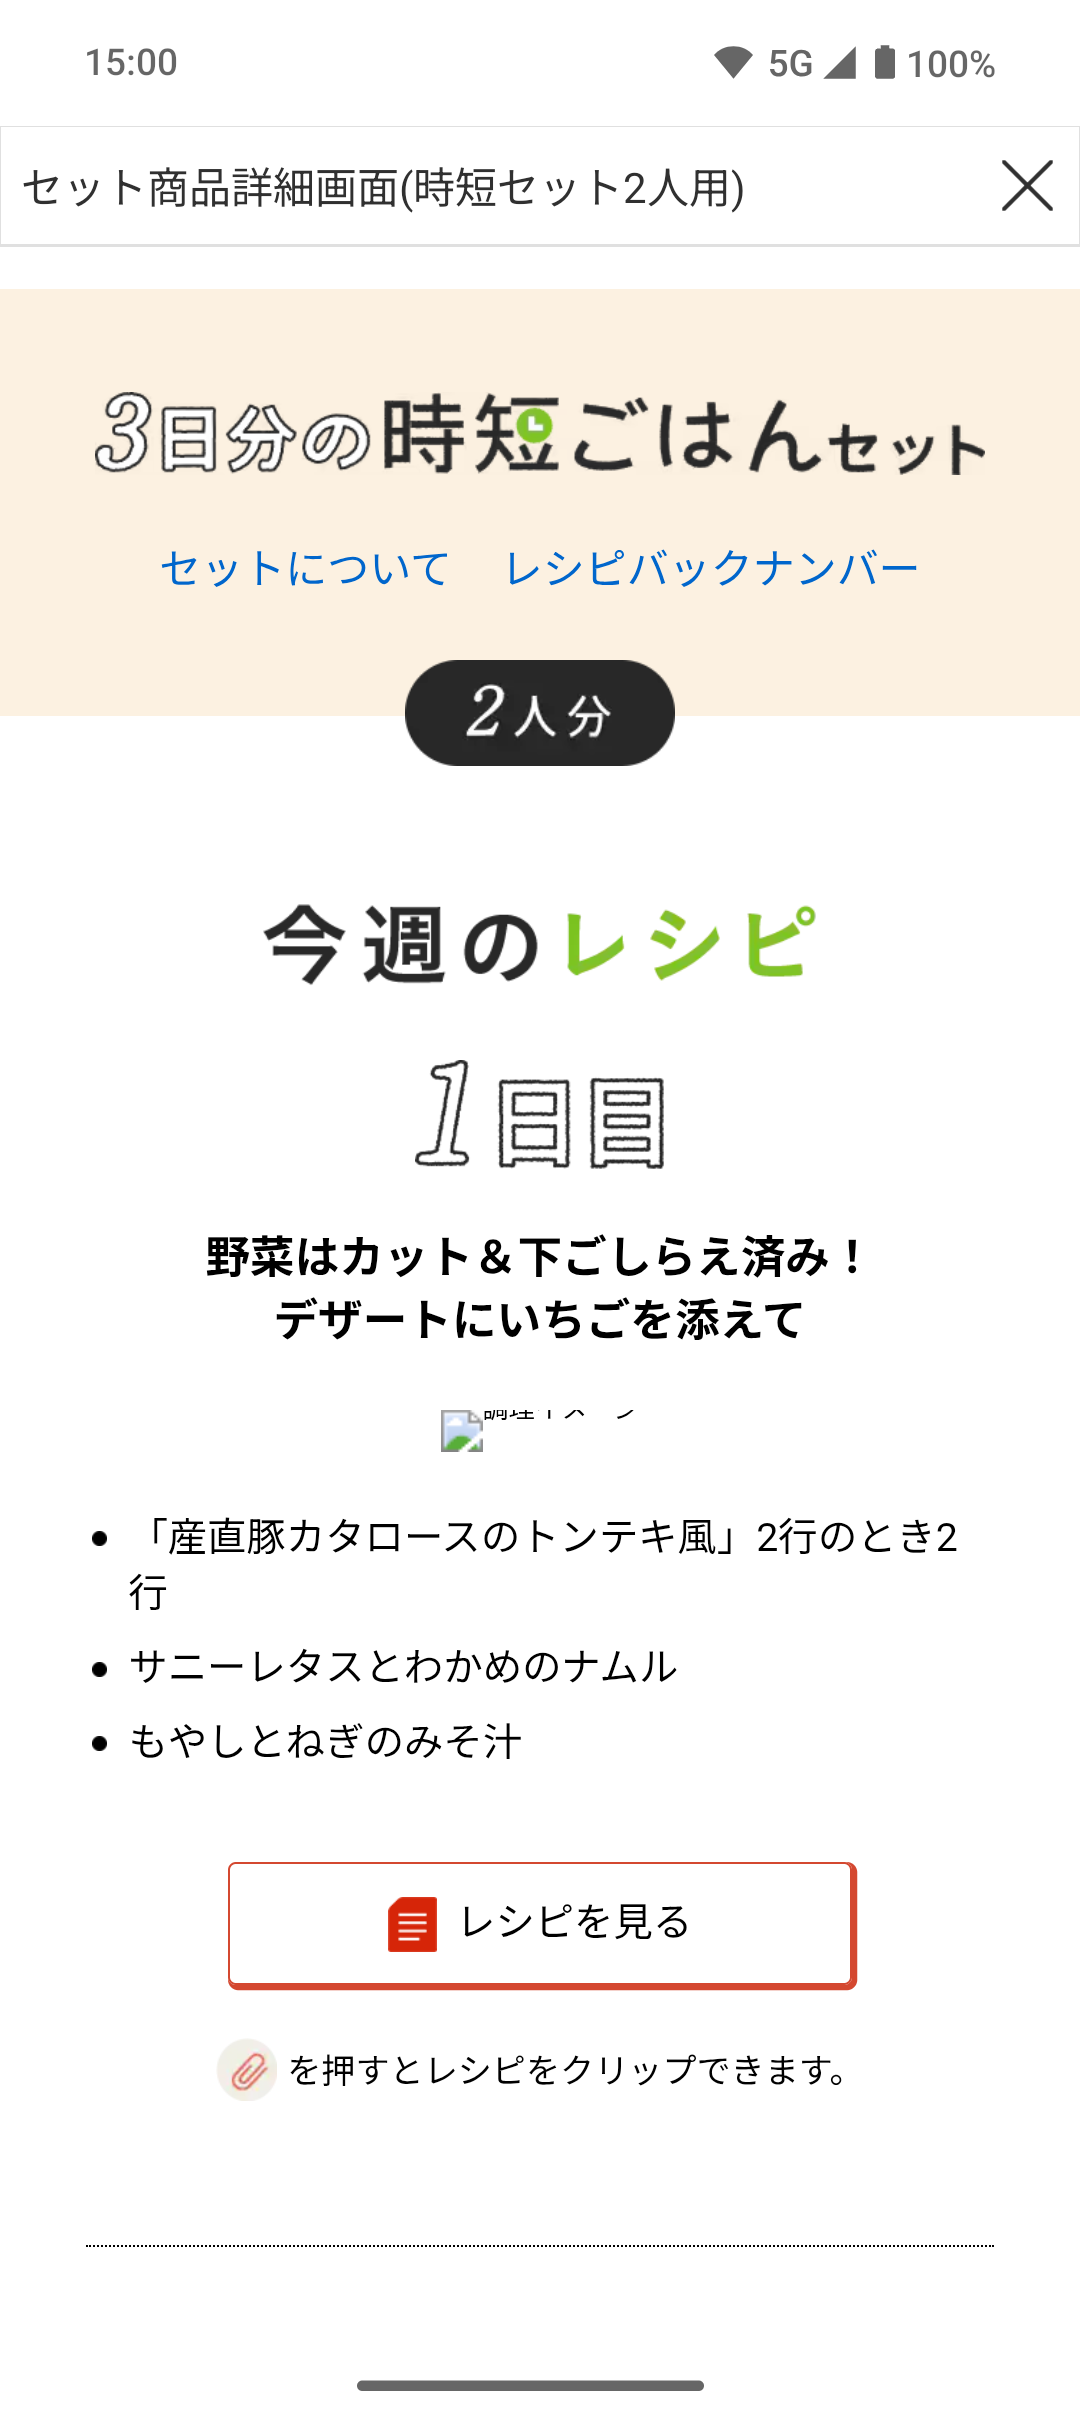 15:00 5G 100%
セット商品詳細画面(時短セット2人用)
3日分の時短ごはんセット
セットについて レシピバックナンバー
2人分
今週のレシピ
1日目
野菜はカット＆下ごしらえ済み！
デザートにいちごを添えて
調理イメージ
「産直豚カタロースのトンテキ風」2行のとき2
行
サニーレタスとわかめのナムル
もやしとねぎのみそ汁
レシピを見る
を押すとレシピをクリップできます。